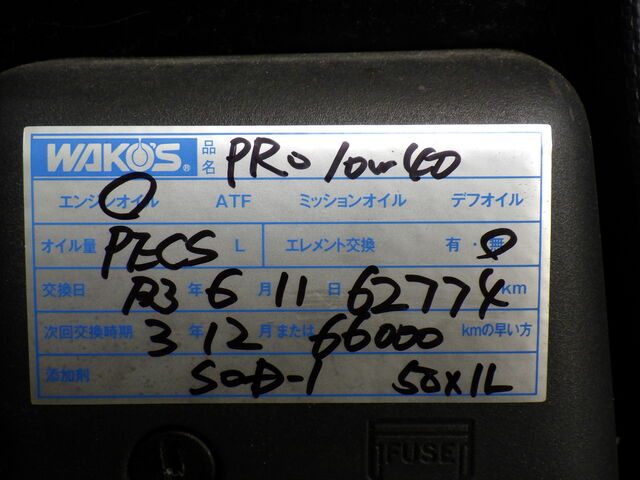 WAKO'S® 品名 PRO 10w40
エンジンオイル ATF ミッションオイル デフオイル
オイル量 PECS L エレメント交換 有・無
交換日 R3 年 6 月 11 日 62774 km
次回交換時期 3 年 12 月または 66000 kmの早い方
添加剤 S-O-D-1 50x1L
FUSE